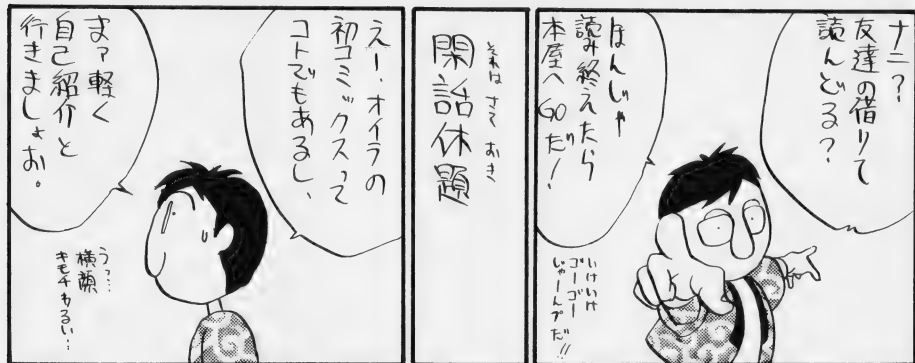 ナニ?
友達の借りて
読んどる?
ほんじゃ
読み終えたら
本屋へGOだ!
いけいけ
ゴーゴー
じゃーんプだ!!
それは さて おき
閑話休題
えー、オイラの
初コミックスって
コトでもあるし、
まァ軽く
自己紹介と
行きましょお。
うっ…
横顔
キモチわるい…